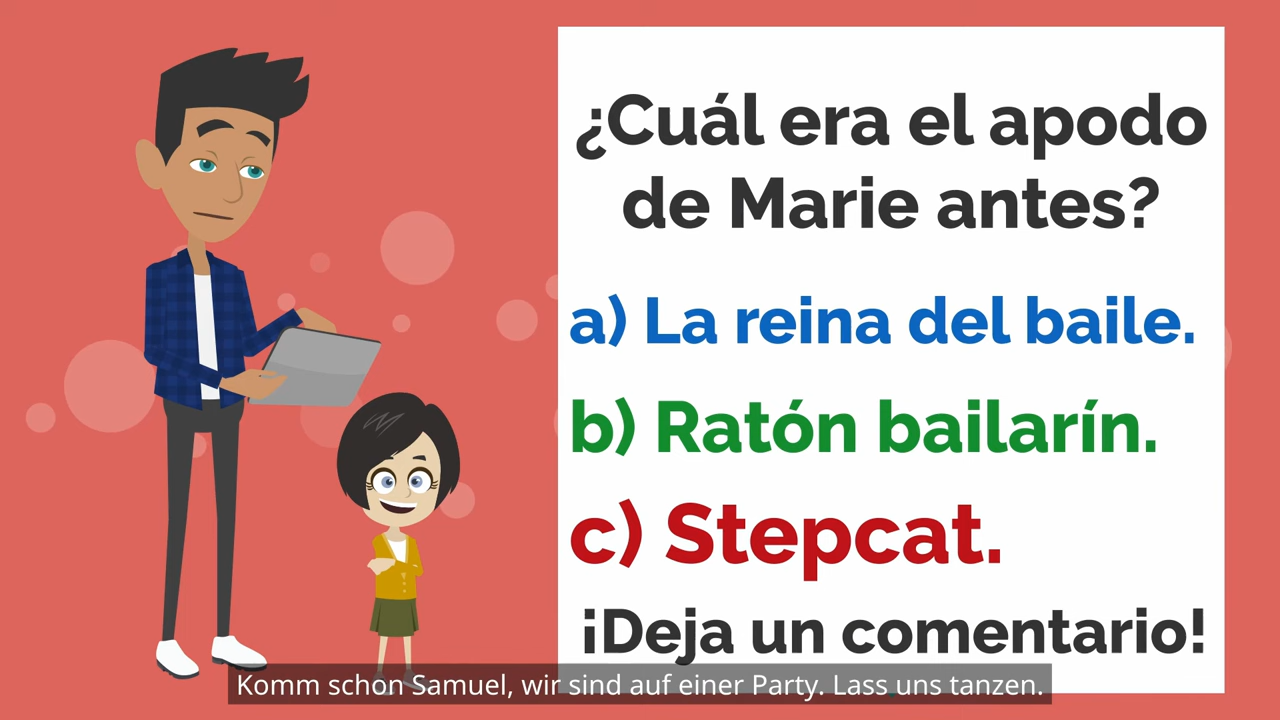 ¿Cuál era el apodo
de Marie antes?
a) La reina del baile.
b) Ratón bailarín.
c) Stepcat.
¡Deja un comentario!
Komm schon Samuel, wir sind auf einer Party. Lass uns tanzen.